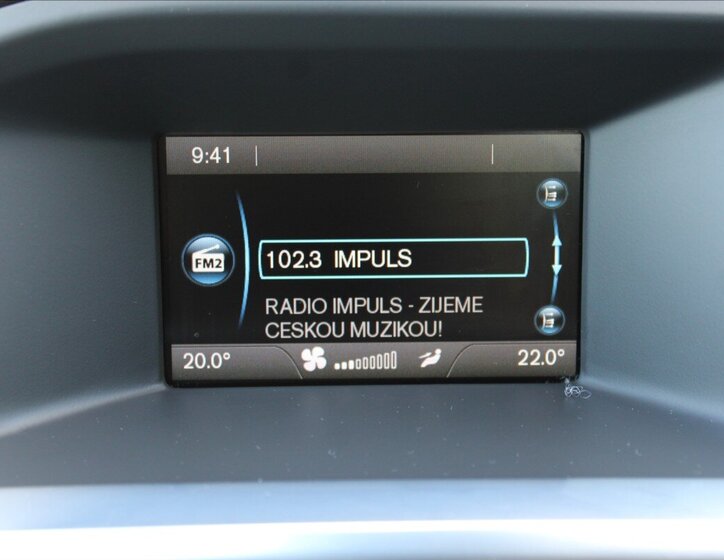 9:41
FM2
102.3 IMPULS
RADIO IMPULS - ZIJEME
CESKOU MUZIKOU!
20.0°
22.0°